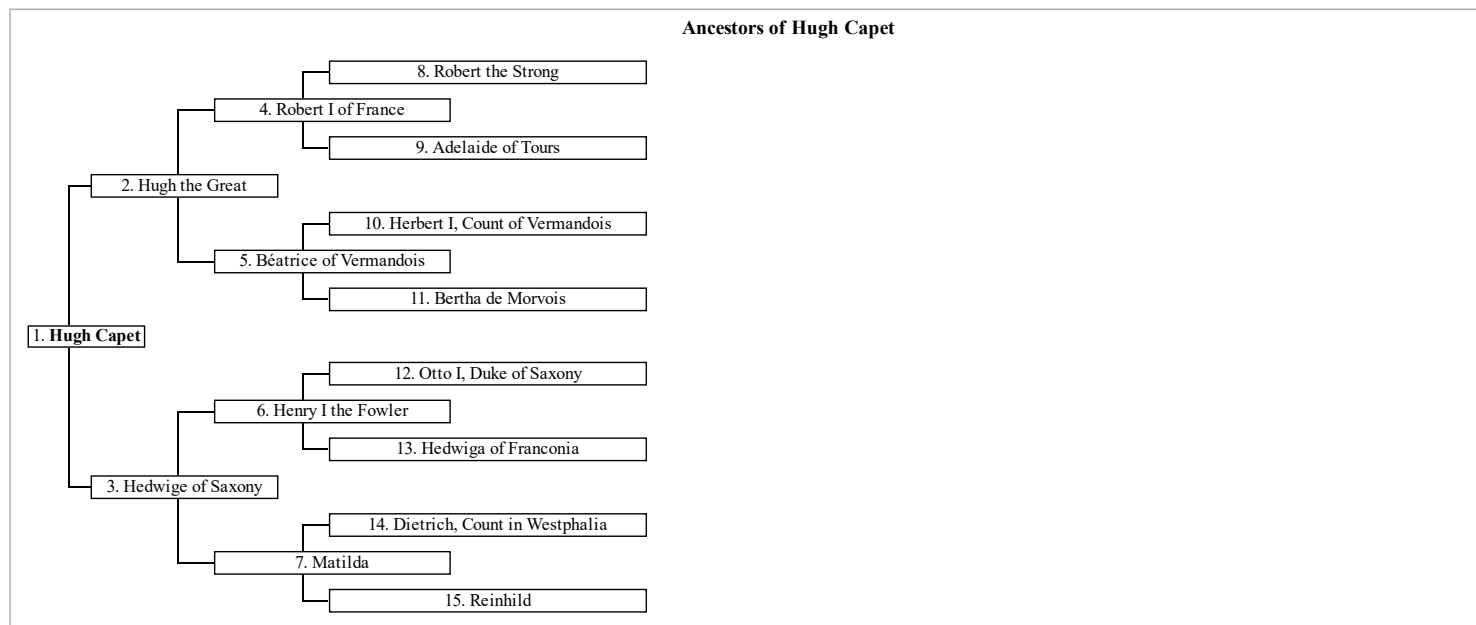 Ancestors of Hugh Capet
8. Robert the Strong
4. Robert I of France
9. Adelaide of Tours
2. Hugh the Great
10. Herbert I, Count of Vermandois
5. Béatrice of Vermandois
11. Bertha de Morvois
1. Hugh Capet
12. Otto I, Duke of Saxony
6. Henry I the Fowler
13. Hedwiga of Franconia
3. Hedwige of Saxony
14. Dietrich, Count in Westphalia
7. Matilda
15. Reinhild